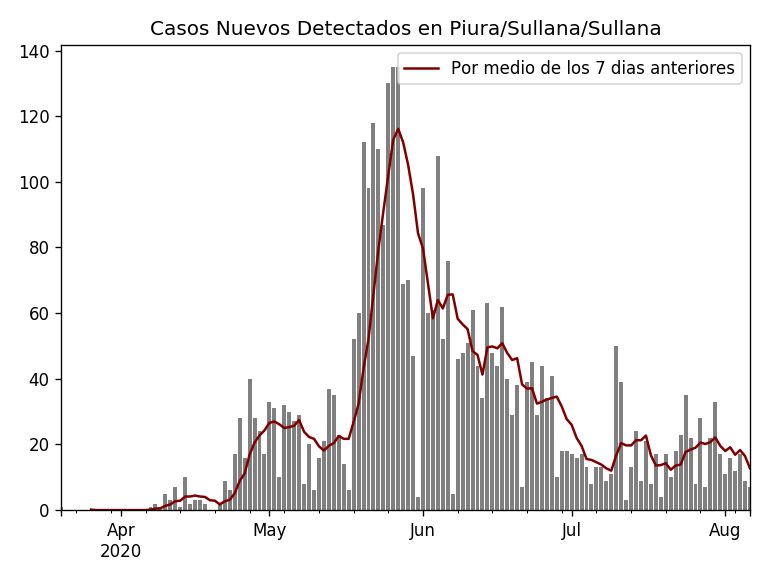 Casos Nuevos Detectados en Piura/Sullana/Sullana
Por medio de los 7 dias anteriores
140
120
100
80
60
40
20
0
Apr
2020
May
Jun
Jul
Aug